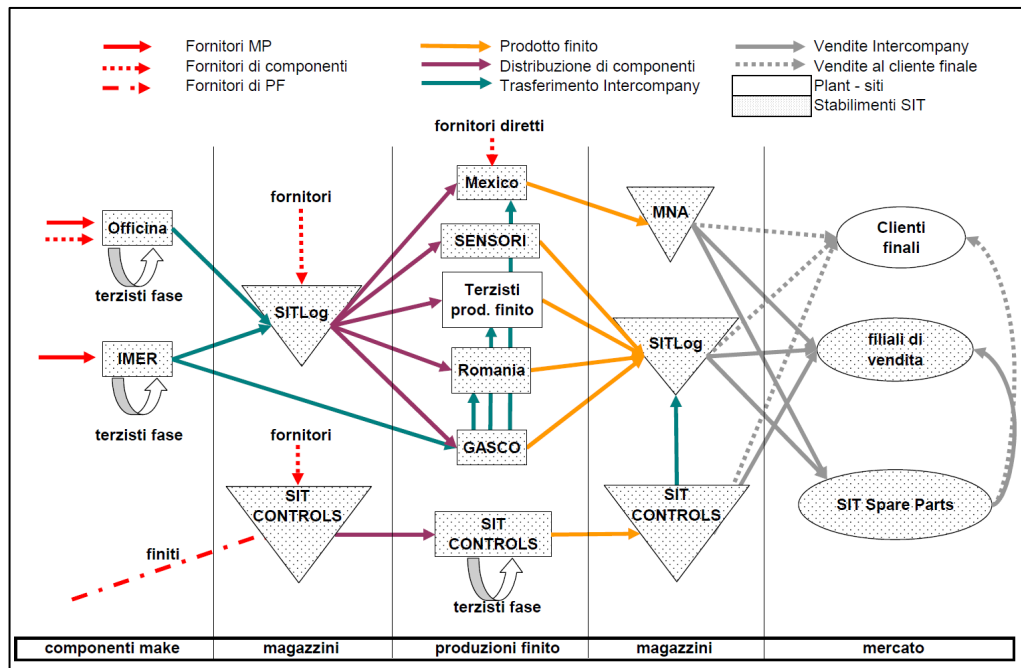 Fornitori MP
Fornitori di componenti
Fornitori di PF
Prodotto finito
Distribuzione di componenti
Trasferimento Intercompany
Vendite Intercompany
Vendite al cliente finale
Plant - siti
Stabilimenti SIT
fornitori diretti
Mexico
fornitori
MNA
Officina
SENSORI
Clienti
finali
terzisti fase
SITLog
Terzisti
prod. finito
SITLog
filiali di
vendita
IMER
Romania
terzisti fase
fornitori
GASCO
SIT
CONTROLS
SIT
CONTROLS
SIT
CONTROLS
SIT Spare Parts
finiti
terzisti fase
componenti make
magazzini
produzioni finito
magazzini
mercato